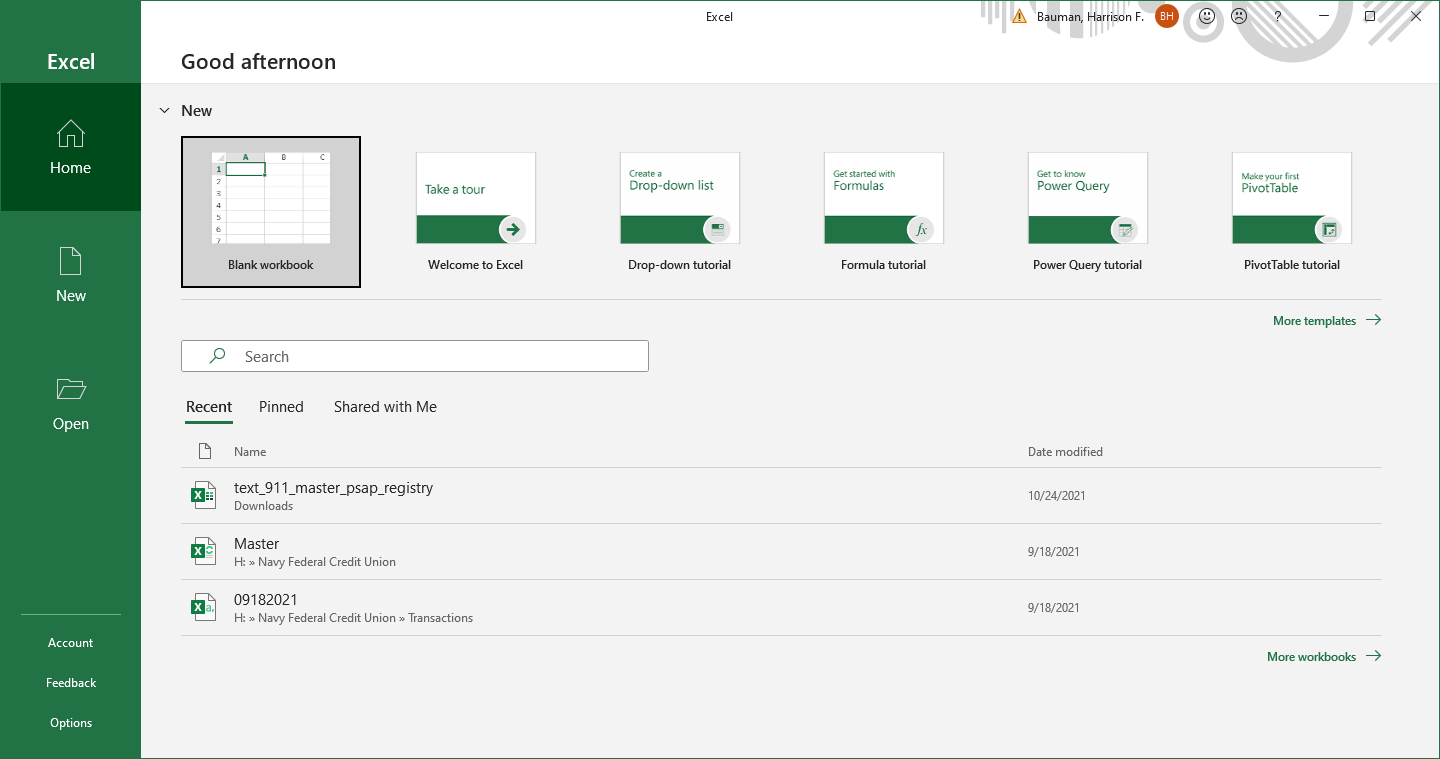 Excel
Bauman, Harrison F.
BH
?
Excel
Good afternoon
Home
New
Open
Account
Feedback
Options
New
A B C
1
2
3
4
5
6
7
Blank workbook
Take a tour
Welcome to Excel
Create a
Drop-down list
Drop-down tutorial
Get started with
Formulas
fx
Formula tutorial
Get to know
Power Query
Power Query tutorial
Make your first
PivotTable
PivotTable tutorial
More templates
Search
Recent Pinned Shared with Me
Name Date modified
X
text_911_master_psap_registry
Downloads
10/24/2021
X
Master
H: » Navy Federal Credit Union
9/18/2021
X a,
09182021
H: » Navy Federal Credit Union » Transactions
9/18/2021
More workbooks